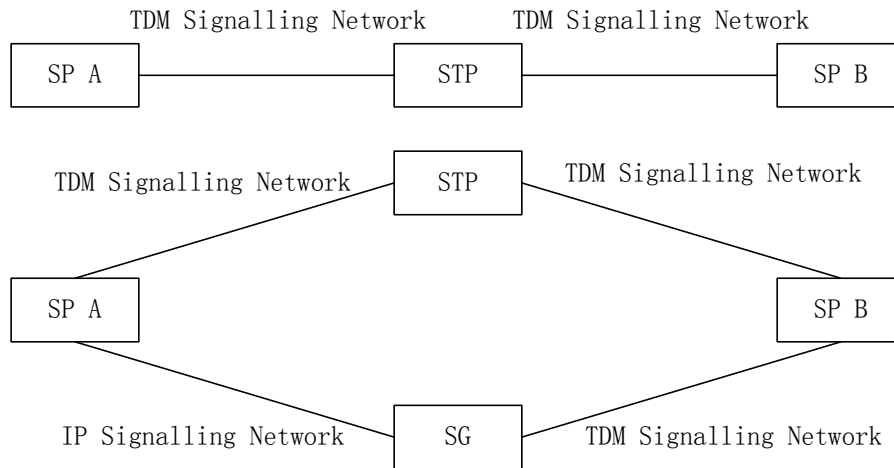 TDM Signalling Network
TDM Signalling Network
SP A
STP
SP B
TDM Signalling Network
STP
TDM Signalling Network
SP A
SP B
IP Signalling Network
SG
TDM Signalling Network